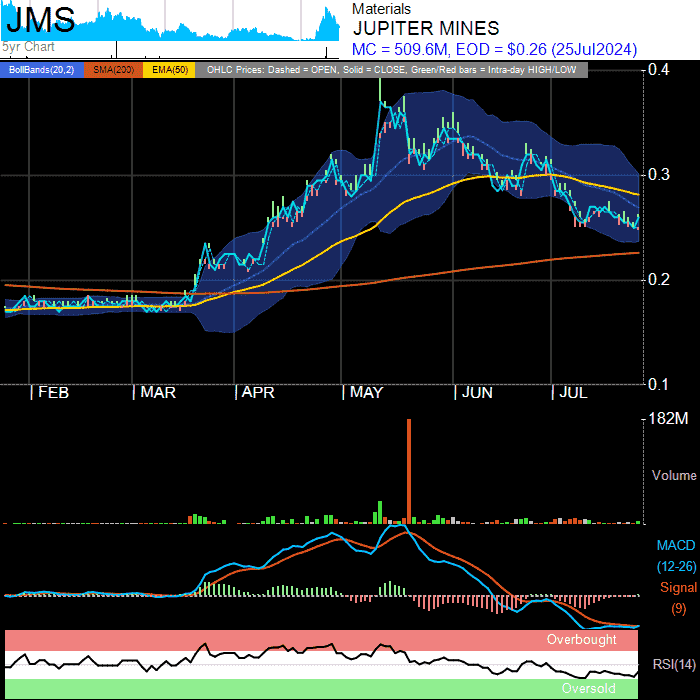 JMS
5yr Chart
Materials
JUPITER MINES
MC = 509.6M, EOD = $0.26 (25Jul2024)
BollBands(20,2) SMA(200) EMA(50) OHLC Prices: Dashed = OPEN, Solid = CLOSE, Green/Red bars = Intra-day HIGH/LOW
0.4
0.3
0.2
0.1
FEB MAR APR MAY JUN JUL
182M
Volume
MACD
(12-26)
Signal
(9)
Overbought
RSI(14)
Oversold